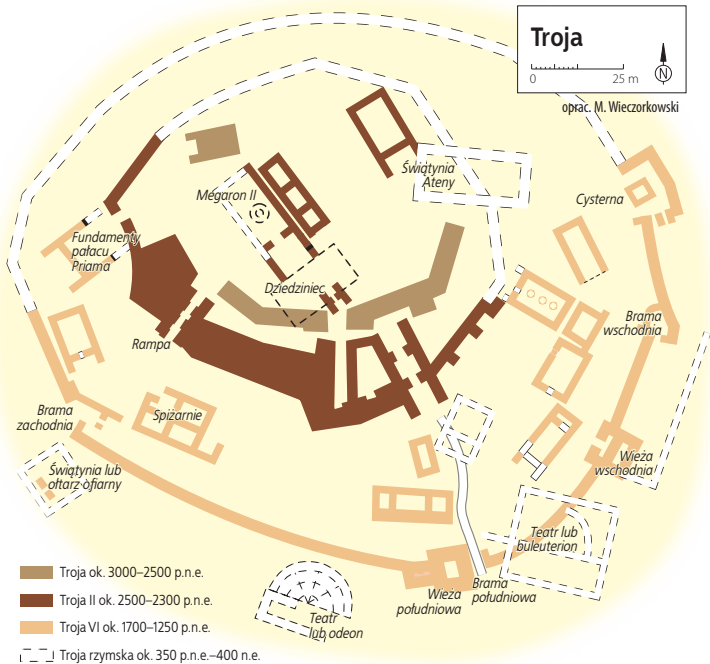 Troja
0 25 m
N
oprac. M. Wieczorkowski
Świątynia
Ateny
Cysterna
Megaron II
Fundamenty
pałacu
Priama
Dziedziniec
Brama
wschodnia
Rampa
Brama
zachodnia
Spiżarnie
Wieża
wschodnia
Świątynia lub
ołtarz ofiarny
Teatr lub
buleuterion
Troja ok. 3000–2500 p.n.e.
Troja II ok. 2500–2300 p.n.e.
Troja VI ok. 1700–1250 p.n.e.
Troja rzymska ok. 350 p.n.e.–400 n.e.
Wieża
południowa
Brama
południowa
Teatr
lub odeon